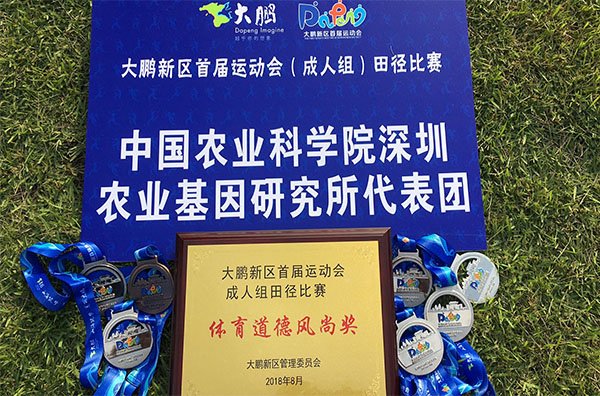 大鹏
Dapeng Imagine
DaPeng
大鹏新区首届运动会
大鹏新区首届运动会（成人组）田径比赛
中国农业科学院深圳
农业基因研究所代表团
大鹏新区首届运动会
成人组田径比赛
体育道德风尚奖
大鹏新区管理委员会
2018年8月